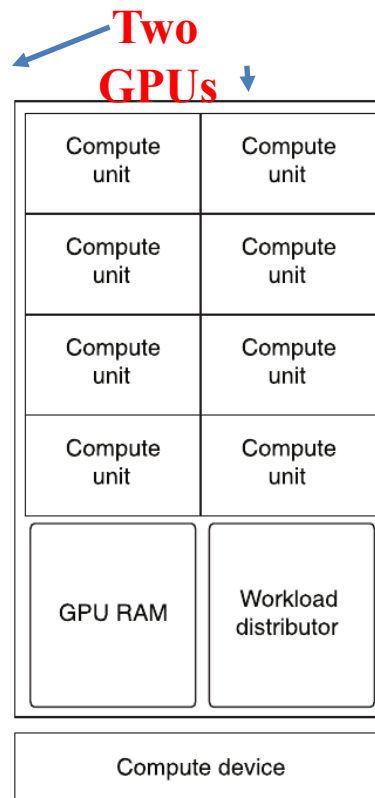 Two
GPUs
Compute
unit
Compute
unit
Compute
unit
Compute
unit
Compute
unit
Compute
unit
Compute
unit
Compute
unit
GPU RAM
Workload
distributor
Compute device